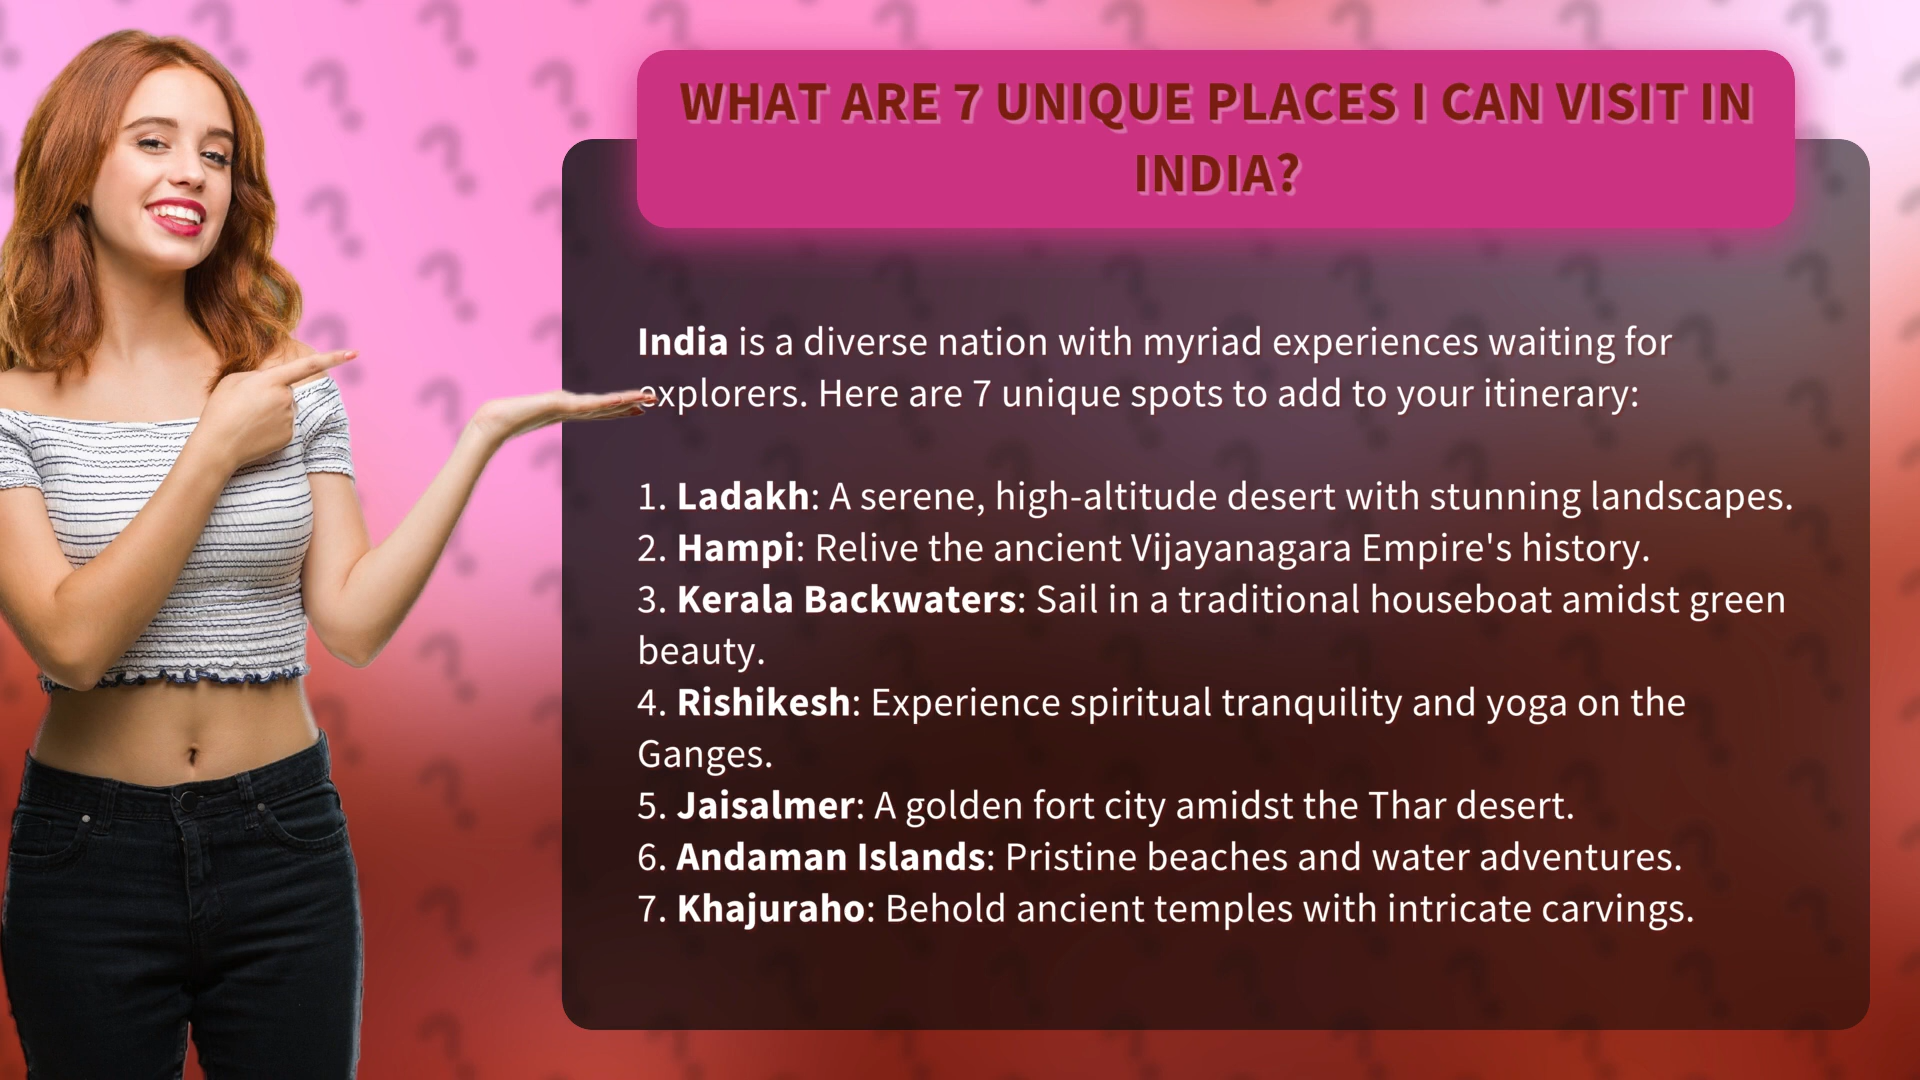 WHAT ARE 7 UNIQUE PLACES I CAN VISIT IN
INDIA?
India is a diverse nation with myriad experiences waiting for
explorers. Here are 7 unique spots to add to your itinerary:
1. Ladakh: A serene, high-altitude desert with stunning landscapes.
2. Hampi: Relive the ancient Vijayanagara Empire's history.
3. Kerala Backwaters: Sail in a traditional houseboat amidst green
beauty.
4. Rishikesh: Experience spiritual tranquility and yoga on the
Ganges.
5. Jaisalmer: A golden fort city amidst the Thar desert.
6. Andaman Islands: Pristine beaches and water adventures.
7. Khajuraho: Behold ancient temples with intricate carvings.